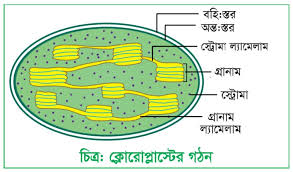 বহি:স্তর
অন্ত:স্তর
স্ট্রোমা ল্যামেলাম
গ্রানাম
স্ট্রোমা
গ্রানাম
ল্যামেলাম
চিত্র: ক্লোরোপ্লাস্টের গঠন